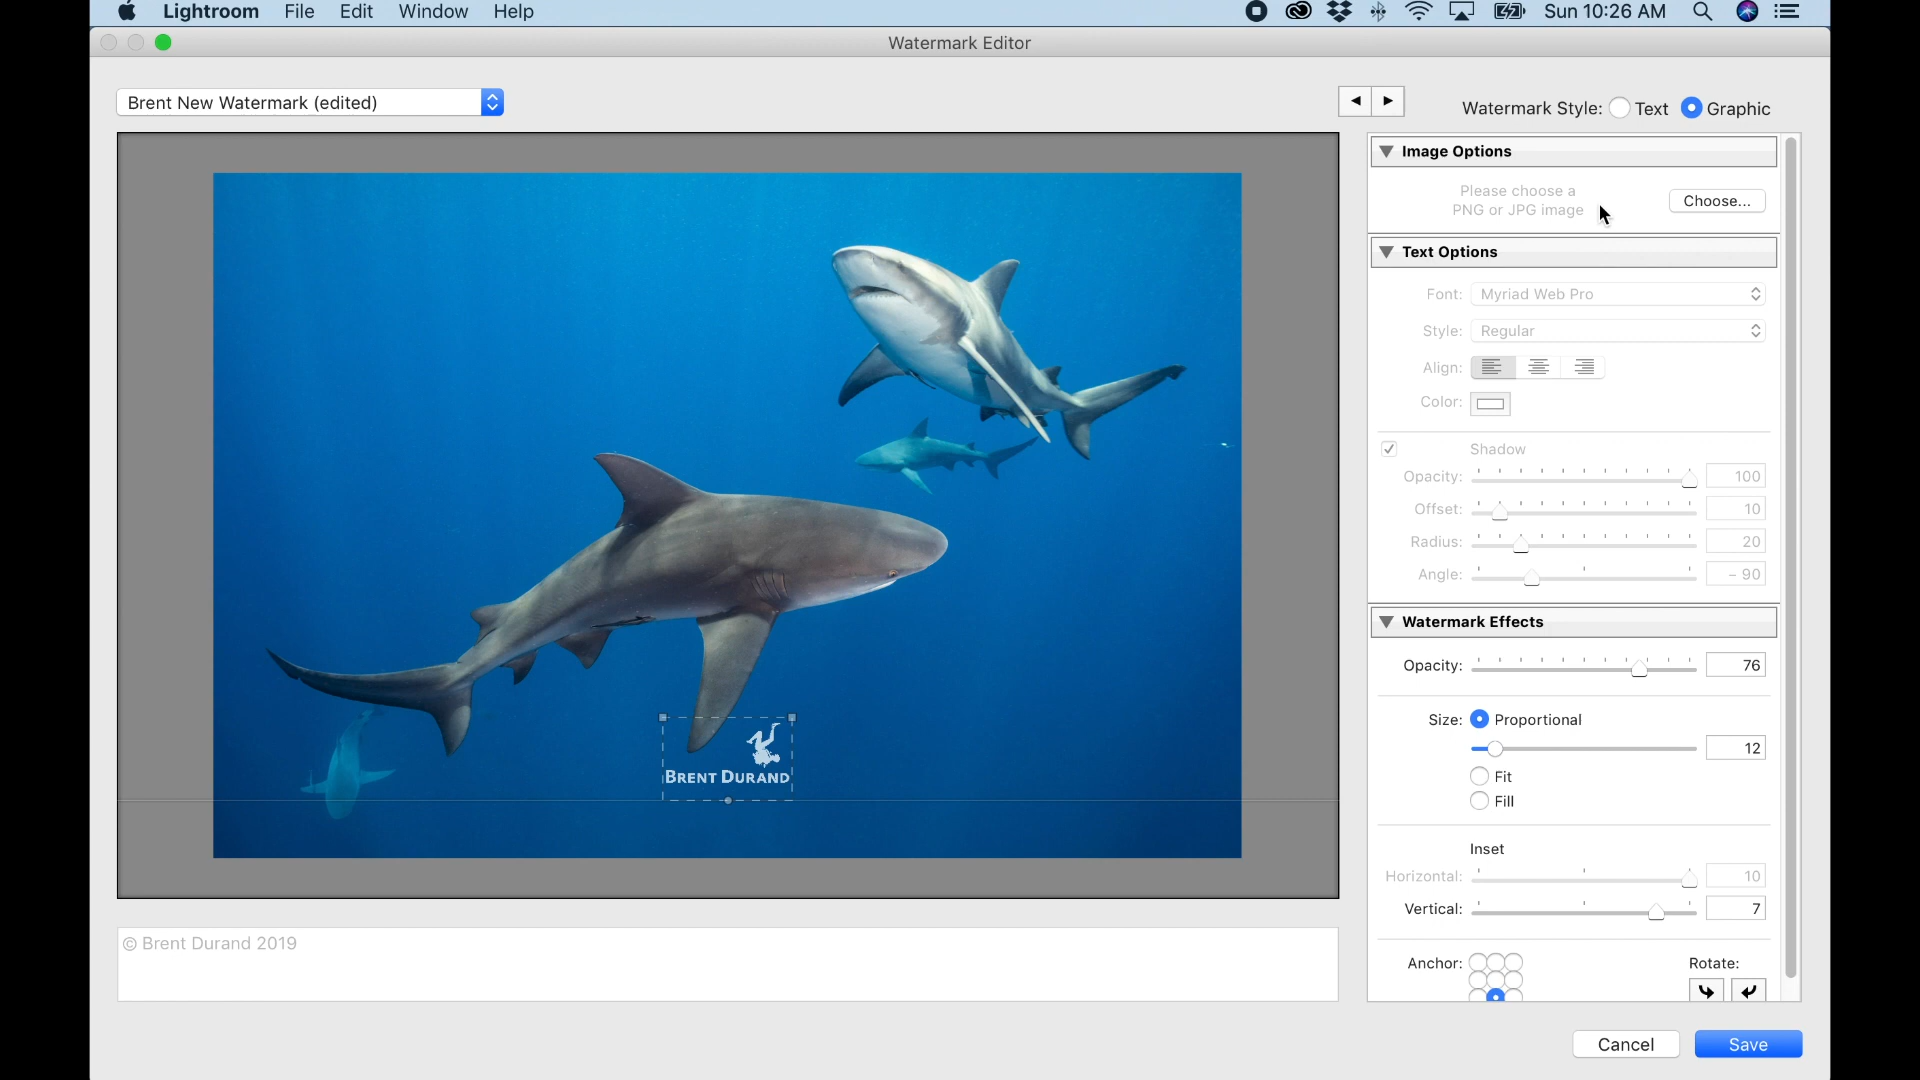 Lightroom File Edit Window Help Sun 10:26 AM
Watermark Editor
Brent New Watermark (edited)
Watermark Style: Text Graphic
Image Options
Please choose a
PNG or JPG image
Choose...
Text Options
Font: Myriad Web Pro
Style: Regular
Align:
Color:
Shadow
Opacity: 100
Offset: 10
Radius: 20
Angle: - 90
Watermark Effects
Opacity: 76
Size: Proportional
12
Fit
Fill
Inset
Horizontal: 10
Vertical: 7
Anchor: Rotate:
BRENT DURAND
© Brent Durand 2019
Cancel Save